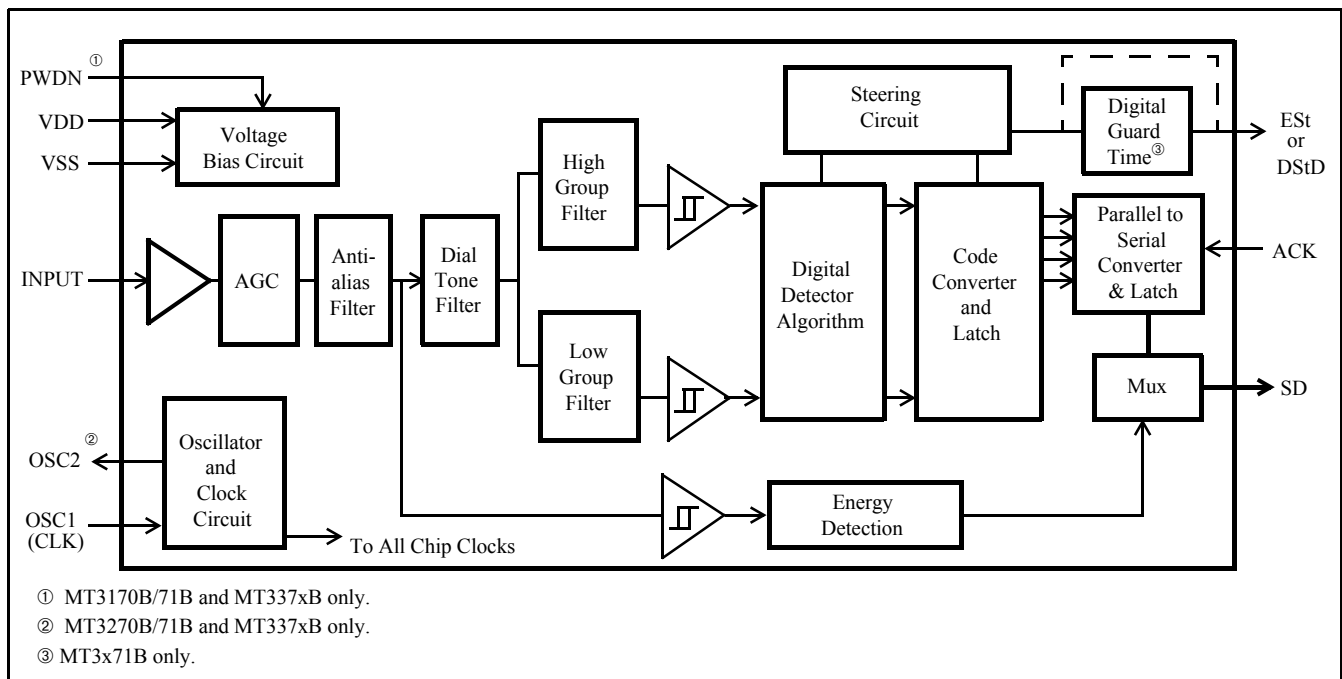 PWDN ①
VDD
VSS
Voltage
Bias Circuit
Steering
Circuit
Digital
Guard
Time③
ESt
or
DStD
INPUT
AGC
Anti-
alias
Filter
Dial
Tone
Filter
High
Group
Filter
Low
Group
Filter
Digital
Detector
Algorithm
Code
Converter
and
Latch
Parallel to
Serial
Converter
& Latch
ACK
Mux
SD
OSC2 ②
OSC1
(CLK)
Oscillator
and
Clock
Circuit
To All Chip Clocks
Energy
Detection
① MT3170B/71B and MT337xB only.
② MT3270B/71B and MT337xB only.
③ MT3x71B only.